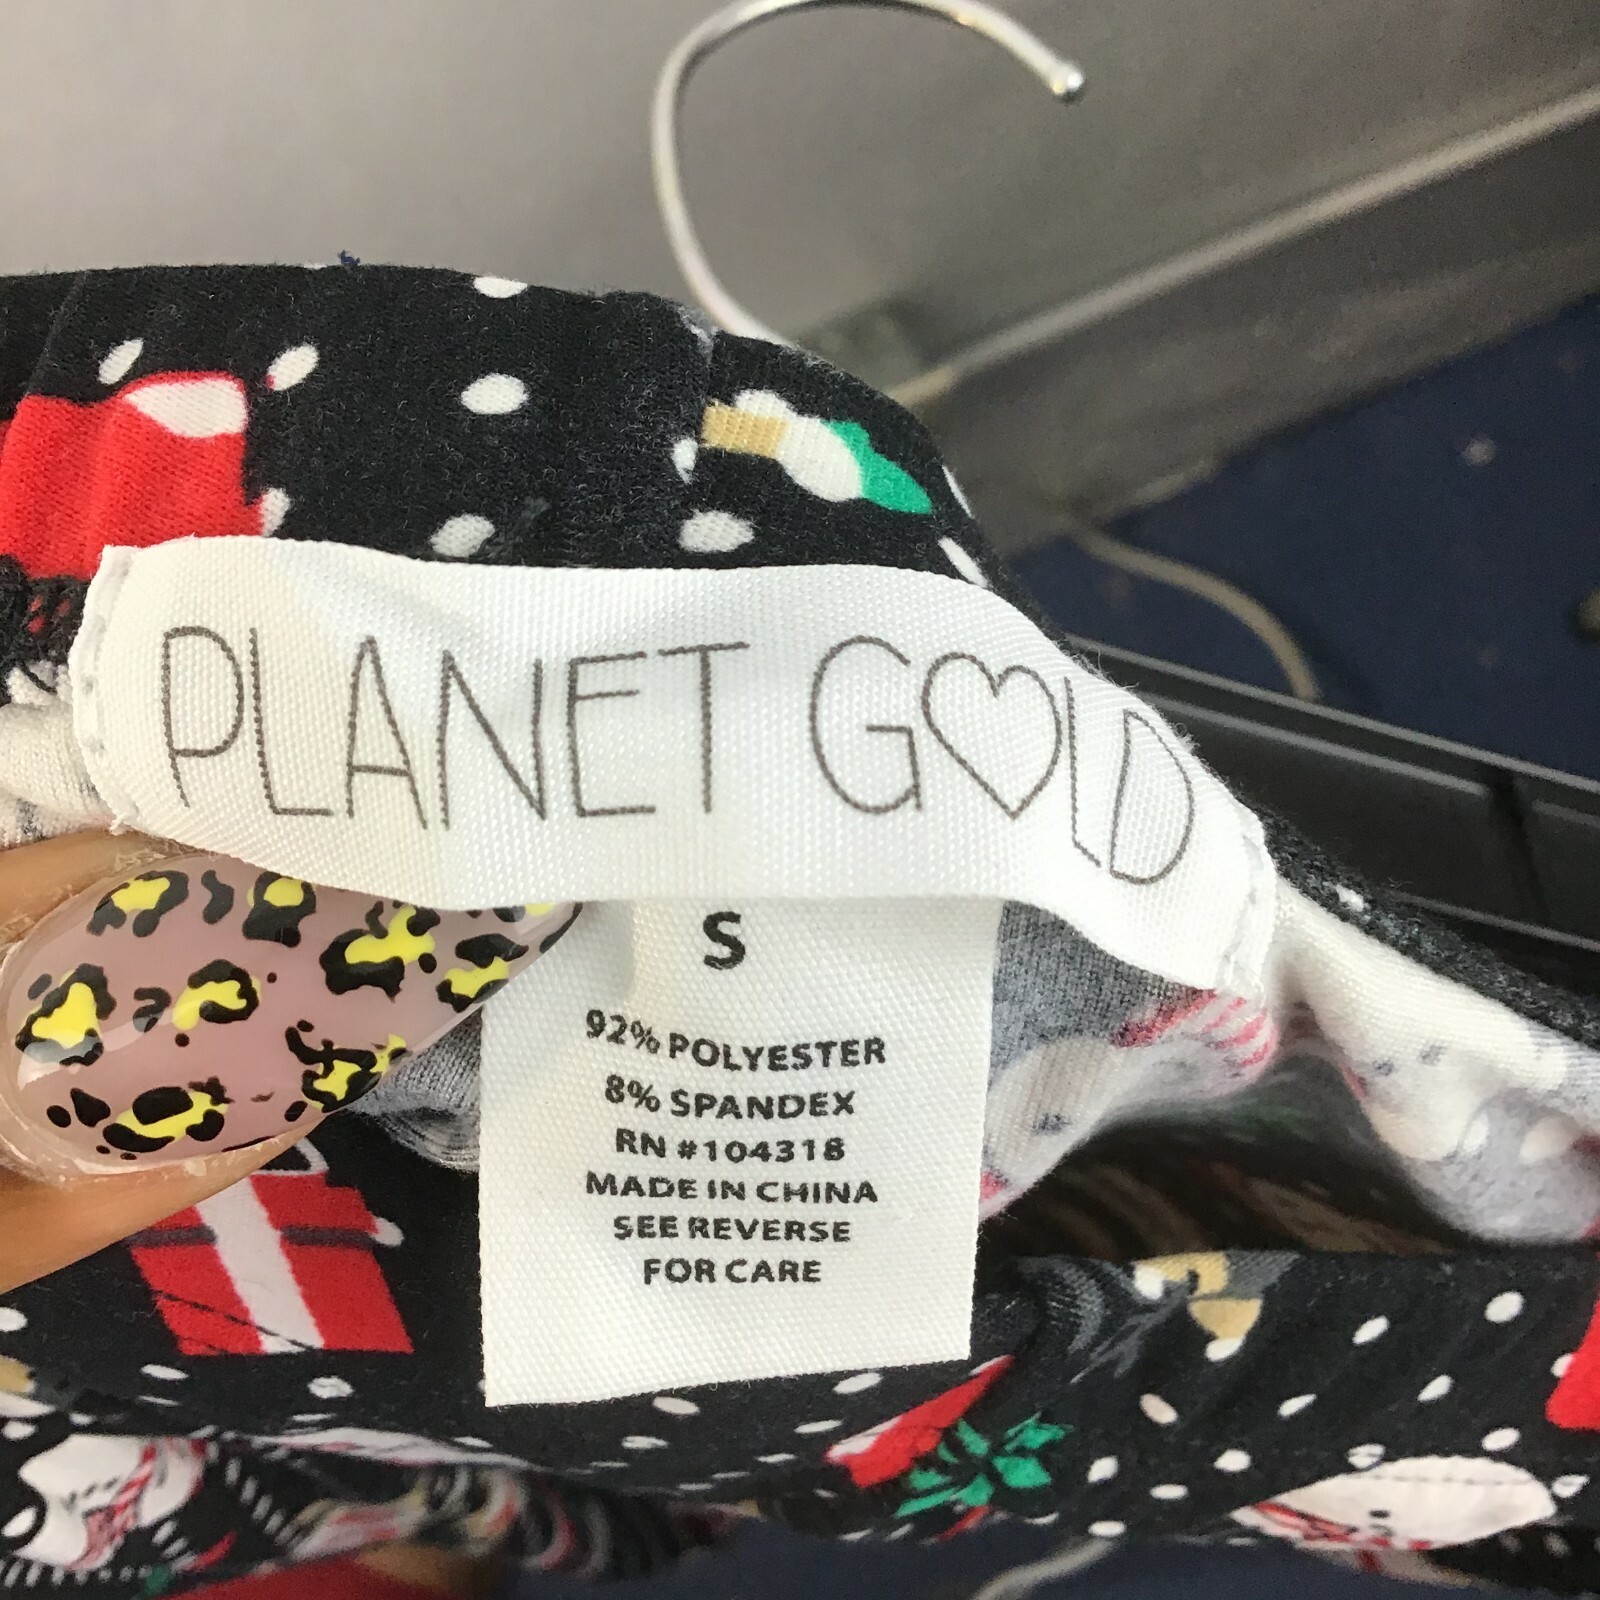 PLANET GOLD
S
92% POLYESTER
8% SPANDEX
RN #104318
MADE IN CHINA
SEE REVERSE
FOR CARE